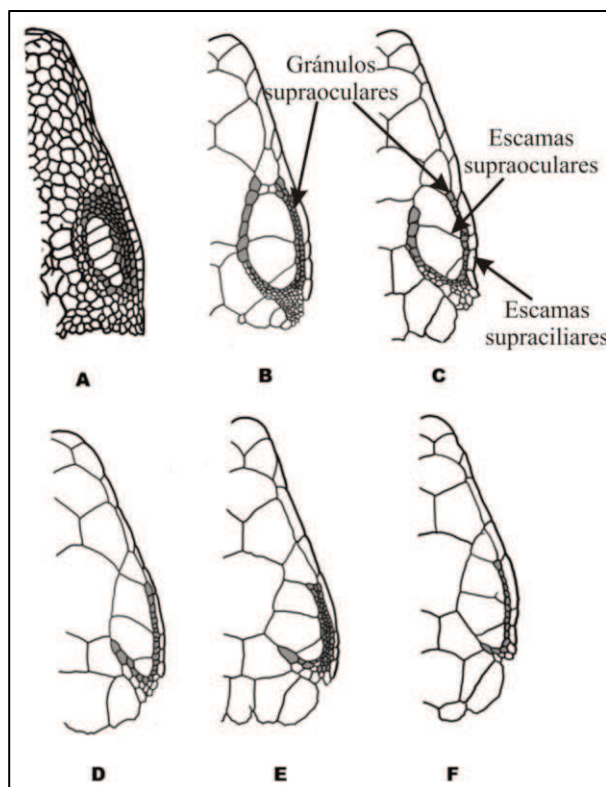 Gránulos
supraoculares
Escamas
supraoculares
Escamas
supraciliares
A
B
C
D
E
F